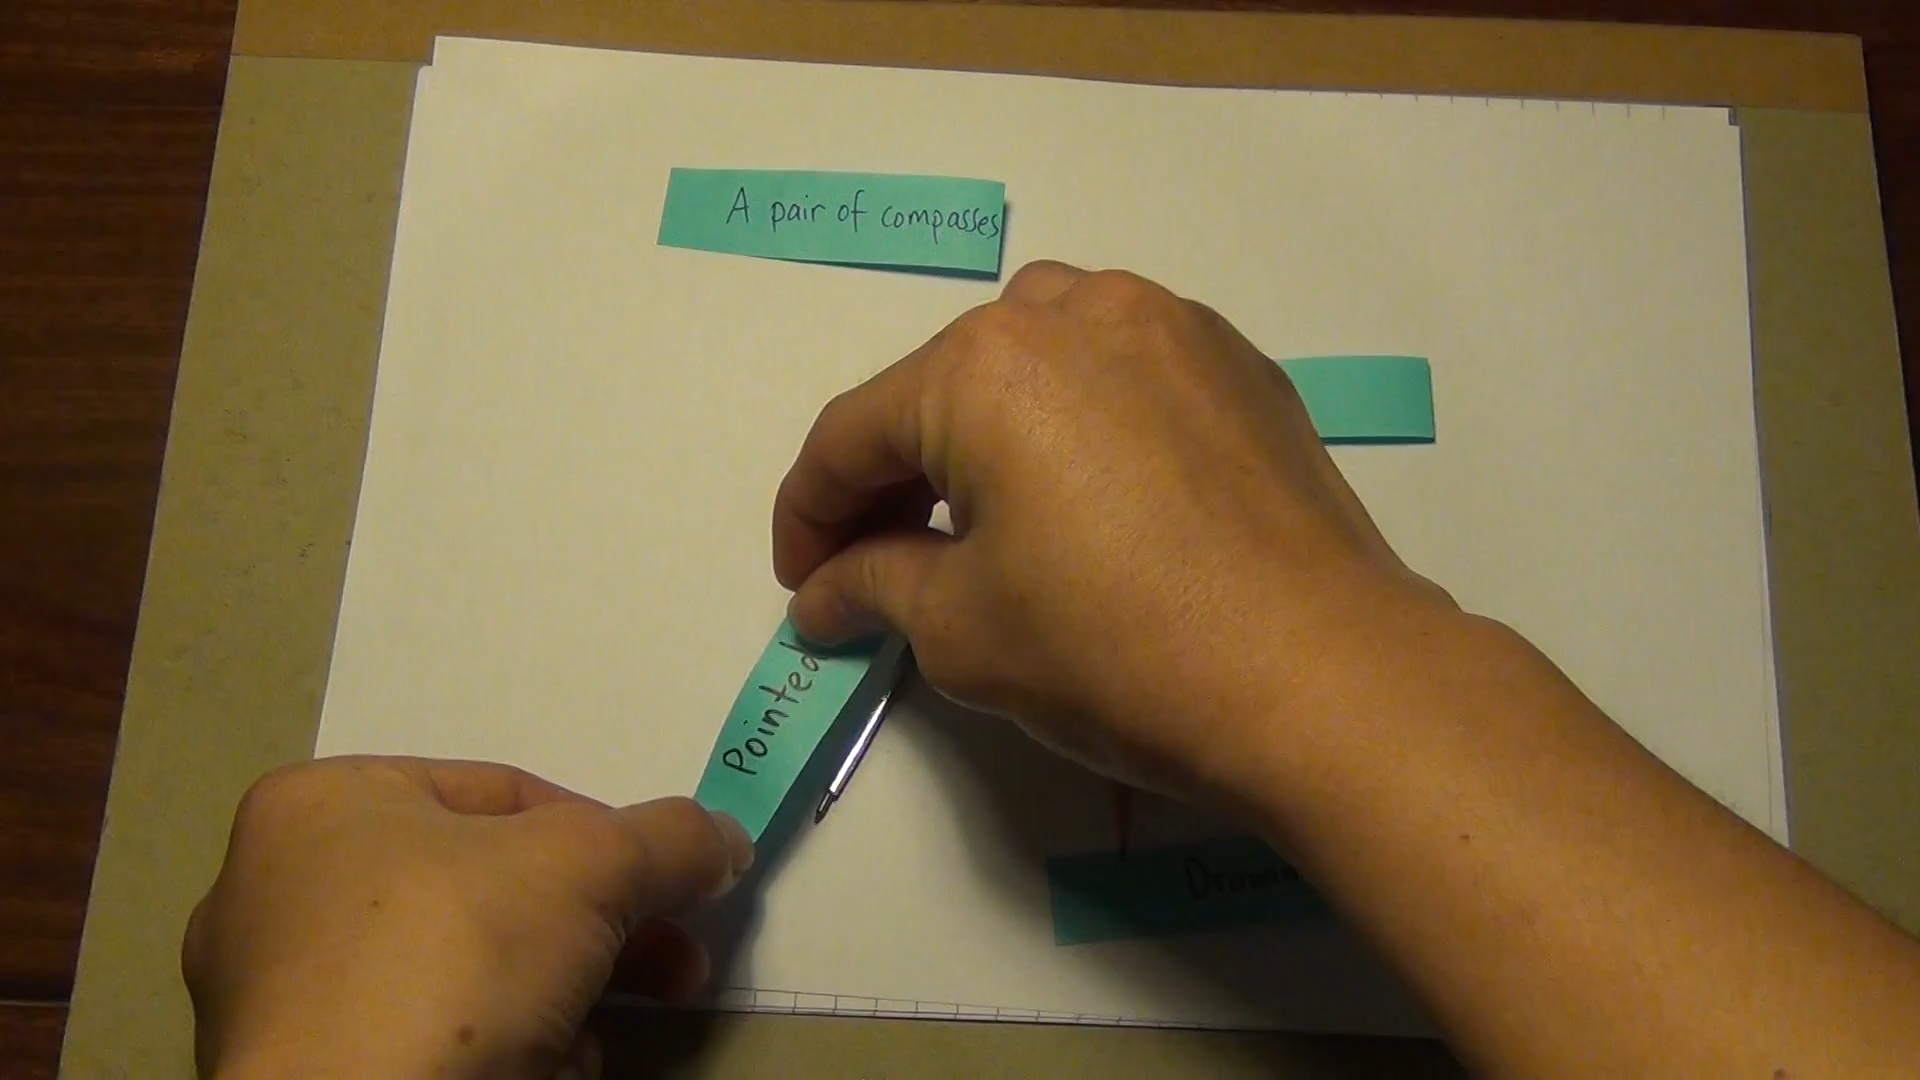 A pair of compasses
Pointed